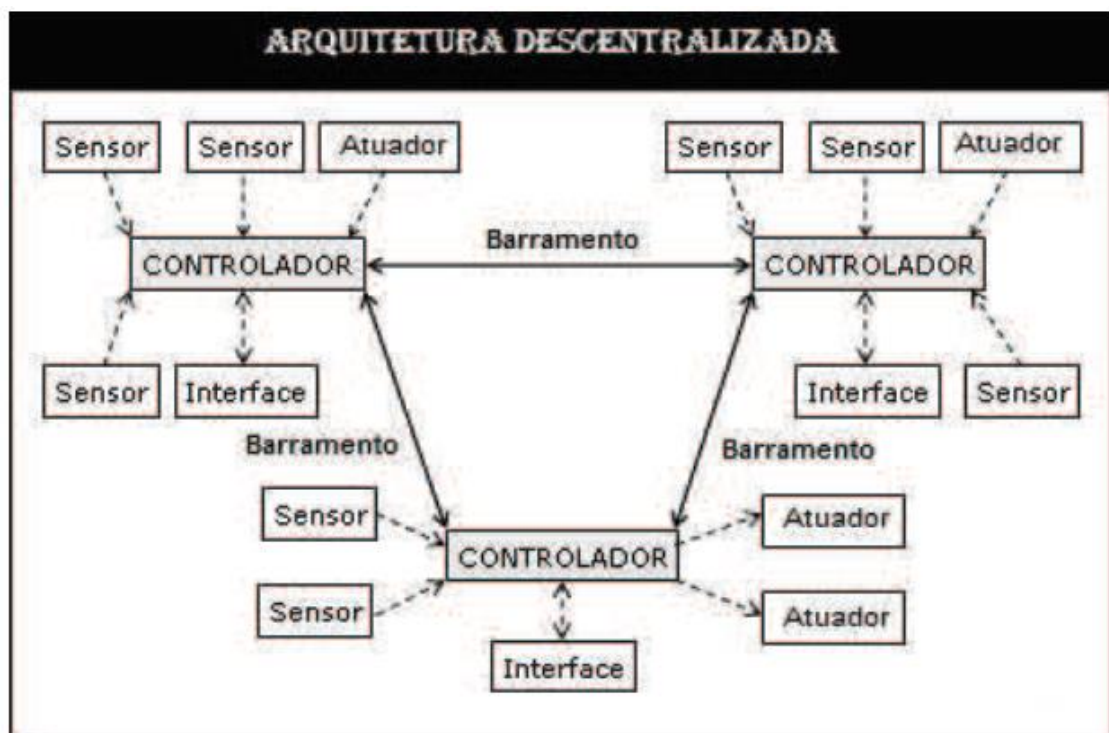 ARQUITETURA DESCENTRALIZADA
Sensor Sensor Atuador Sensor Sensor Atuador
Barramento
CONTROLADOR CONTROLADOR
Sensor Interface Interface Sensor
Barramento Barramento
Sensor Atuador
CONTROLADOR
Sensor Atuador
Interface